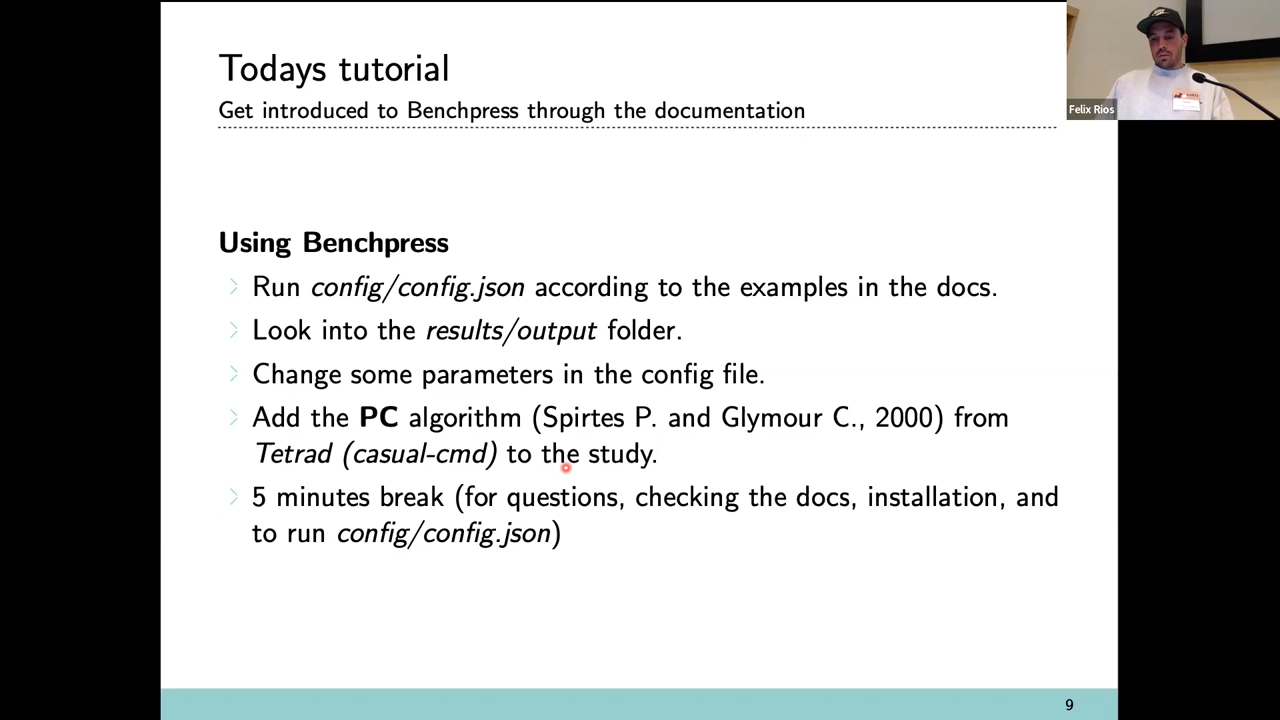 Todays tutorial
Get introduced to Benchpress through the documentation
Felix Rios
Using Benchpress
Run config/config.json according to the examples in the docs.
Look into the results/output folder.
Change some parameters in the config file.
Add the PC algorithm (Spirtes P. and Glymour C., 2000) from
Tetrad (casual-cmd) to the study.
5 minutes break (for questions, checking the docs, installation, and
to run config/config.json)
9